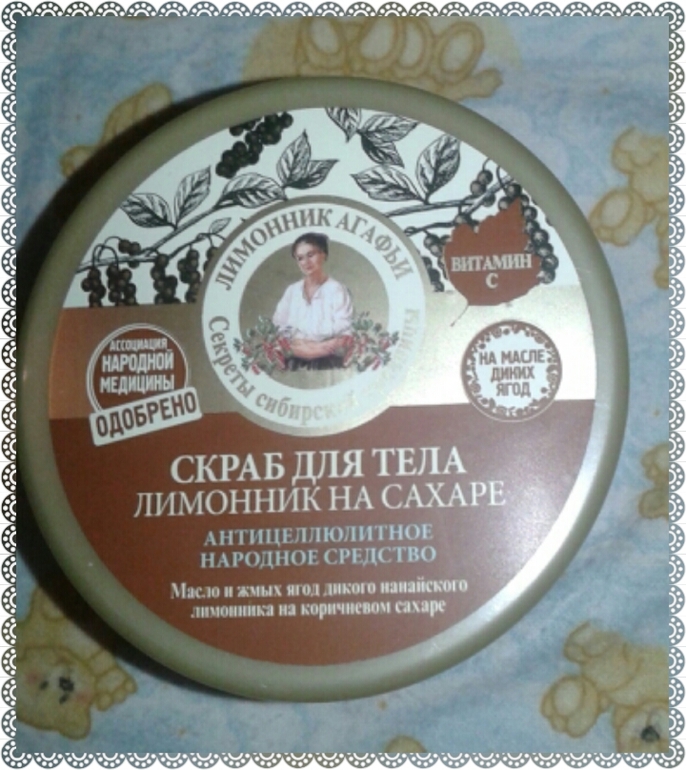 ЛИМОННИК АГАФЬИ
Секреты сибирской
ВИТАМИН
С
АССОЦИАЦИЯ
НАРОДНОЙ
МЕДИЦИНЫ
ОДОБРЕНО
НА МАСЛЕ
ДИКИХ
ЯГОД
СКРАБ ДЛЯ ТЕЛА
ЛИМОННИК НА САХАРЕ
АНТИЦЕЛЛЮЛИТНОЕ
НАРОДНОЕ СРЕДСТВО
Масло и жмых ягод дикого нанайского
лимонника на коричневом сахаре